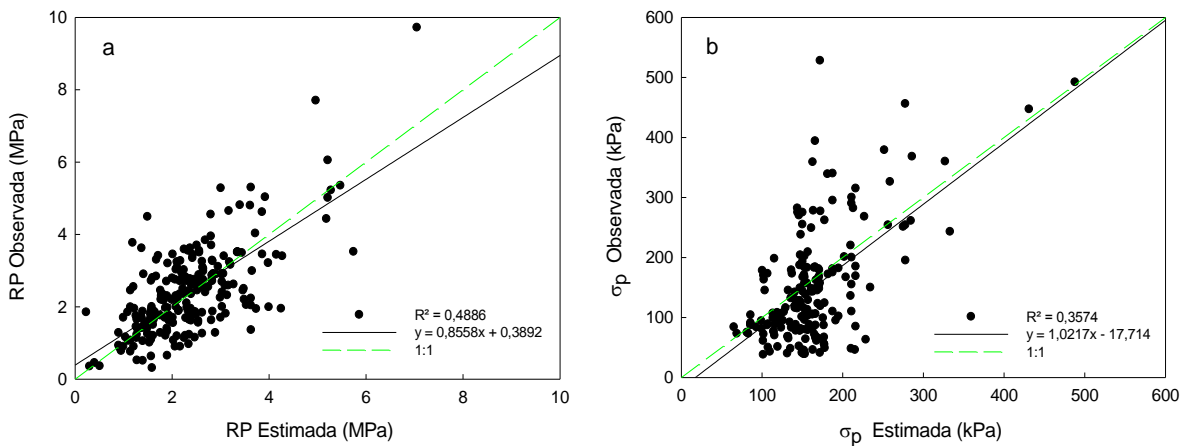 a
RP Observada (MPa)
10
8
6
4
2
0
0 2 4 6 8 10
RP Estimada (MPa)
R² = 0,4886
y = 0,8558x + 0,3892
1:1
b
σp Observada (kPa)
600
500
400
300
200
100
0
0 100 200 300 400 500 600
σp Estimada (kPa)
R² = 0,3574
y = 1,0217x - 17,714
1:1